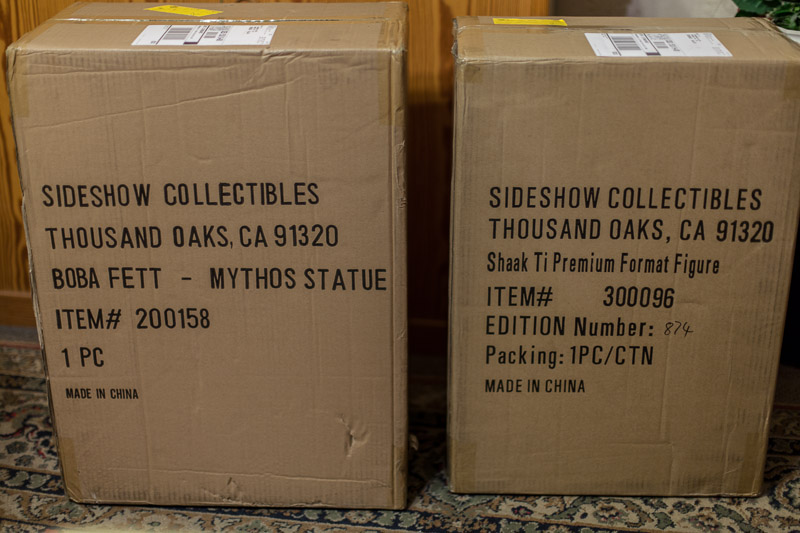 SIDESHOW COLLECTIBLES
THOUSAND OAKS, CA 91320
BOBA FETT - MYTHOS STATUE
ITEM# 200158
1 PC
MADE IN CHINA
SIDESHOW COLLECTIBLES
THOUSAND OAKS, CA 91320
Shaak Ti Premium Format Figure
ITEM# 300096
EDITION Number: 874
Packing: 1PC/CTN
MADE IN CHINA